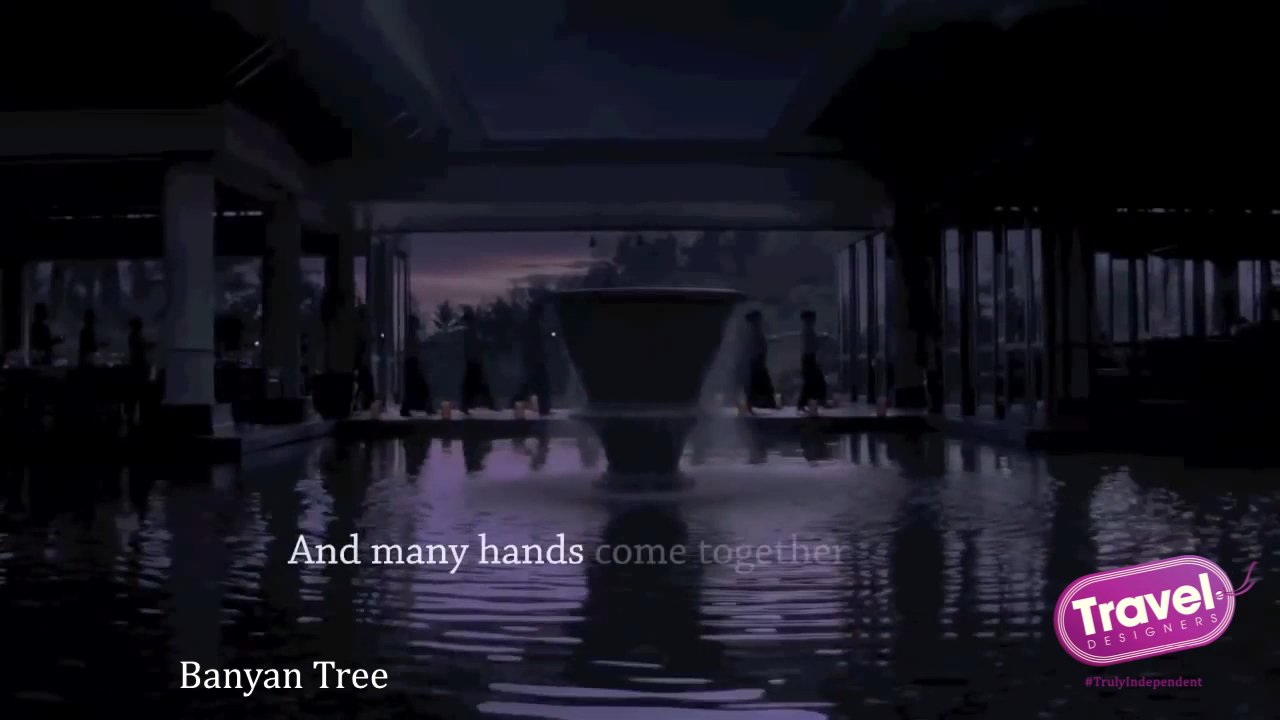 And many hands come together
Travel
DESIGNERS
#TrulyIndependent
Banyan Tree